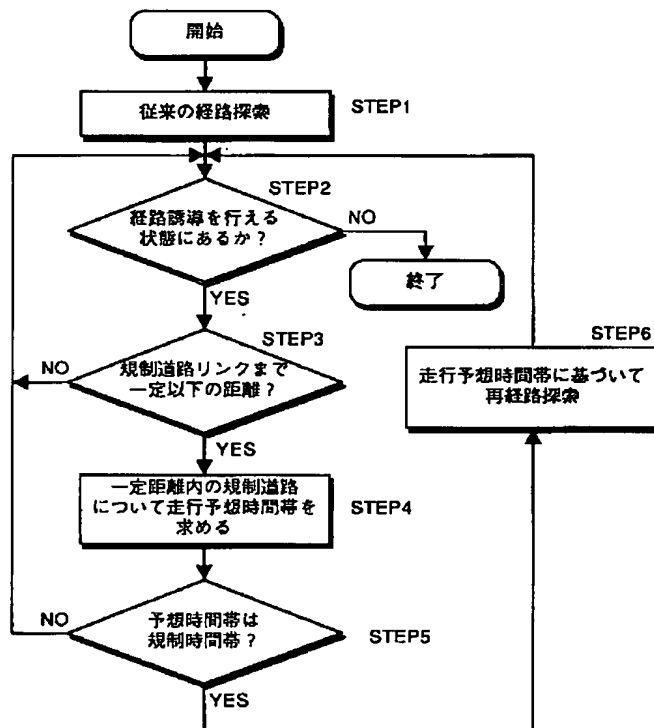 開始
従来の経路探索
STEP1
STEP2
経路誘導を行える
状態にあるか？
NO
終了
YES
STEP3
規制道路リンクまで
一定以下の距離？
NO
STEP6
走行予想時間帯に基づいて
再経路探索
YES
一定距離内の規制道路
について走行予想時間帯を
求める
STEP4
予想時間帯は
規制時間帯？
NO
STEP5
YES